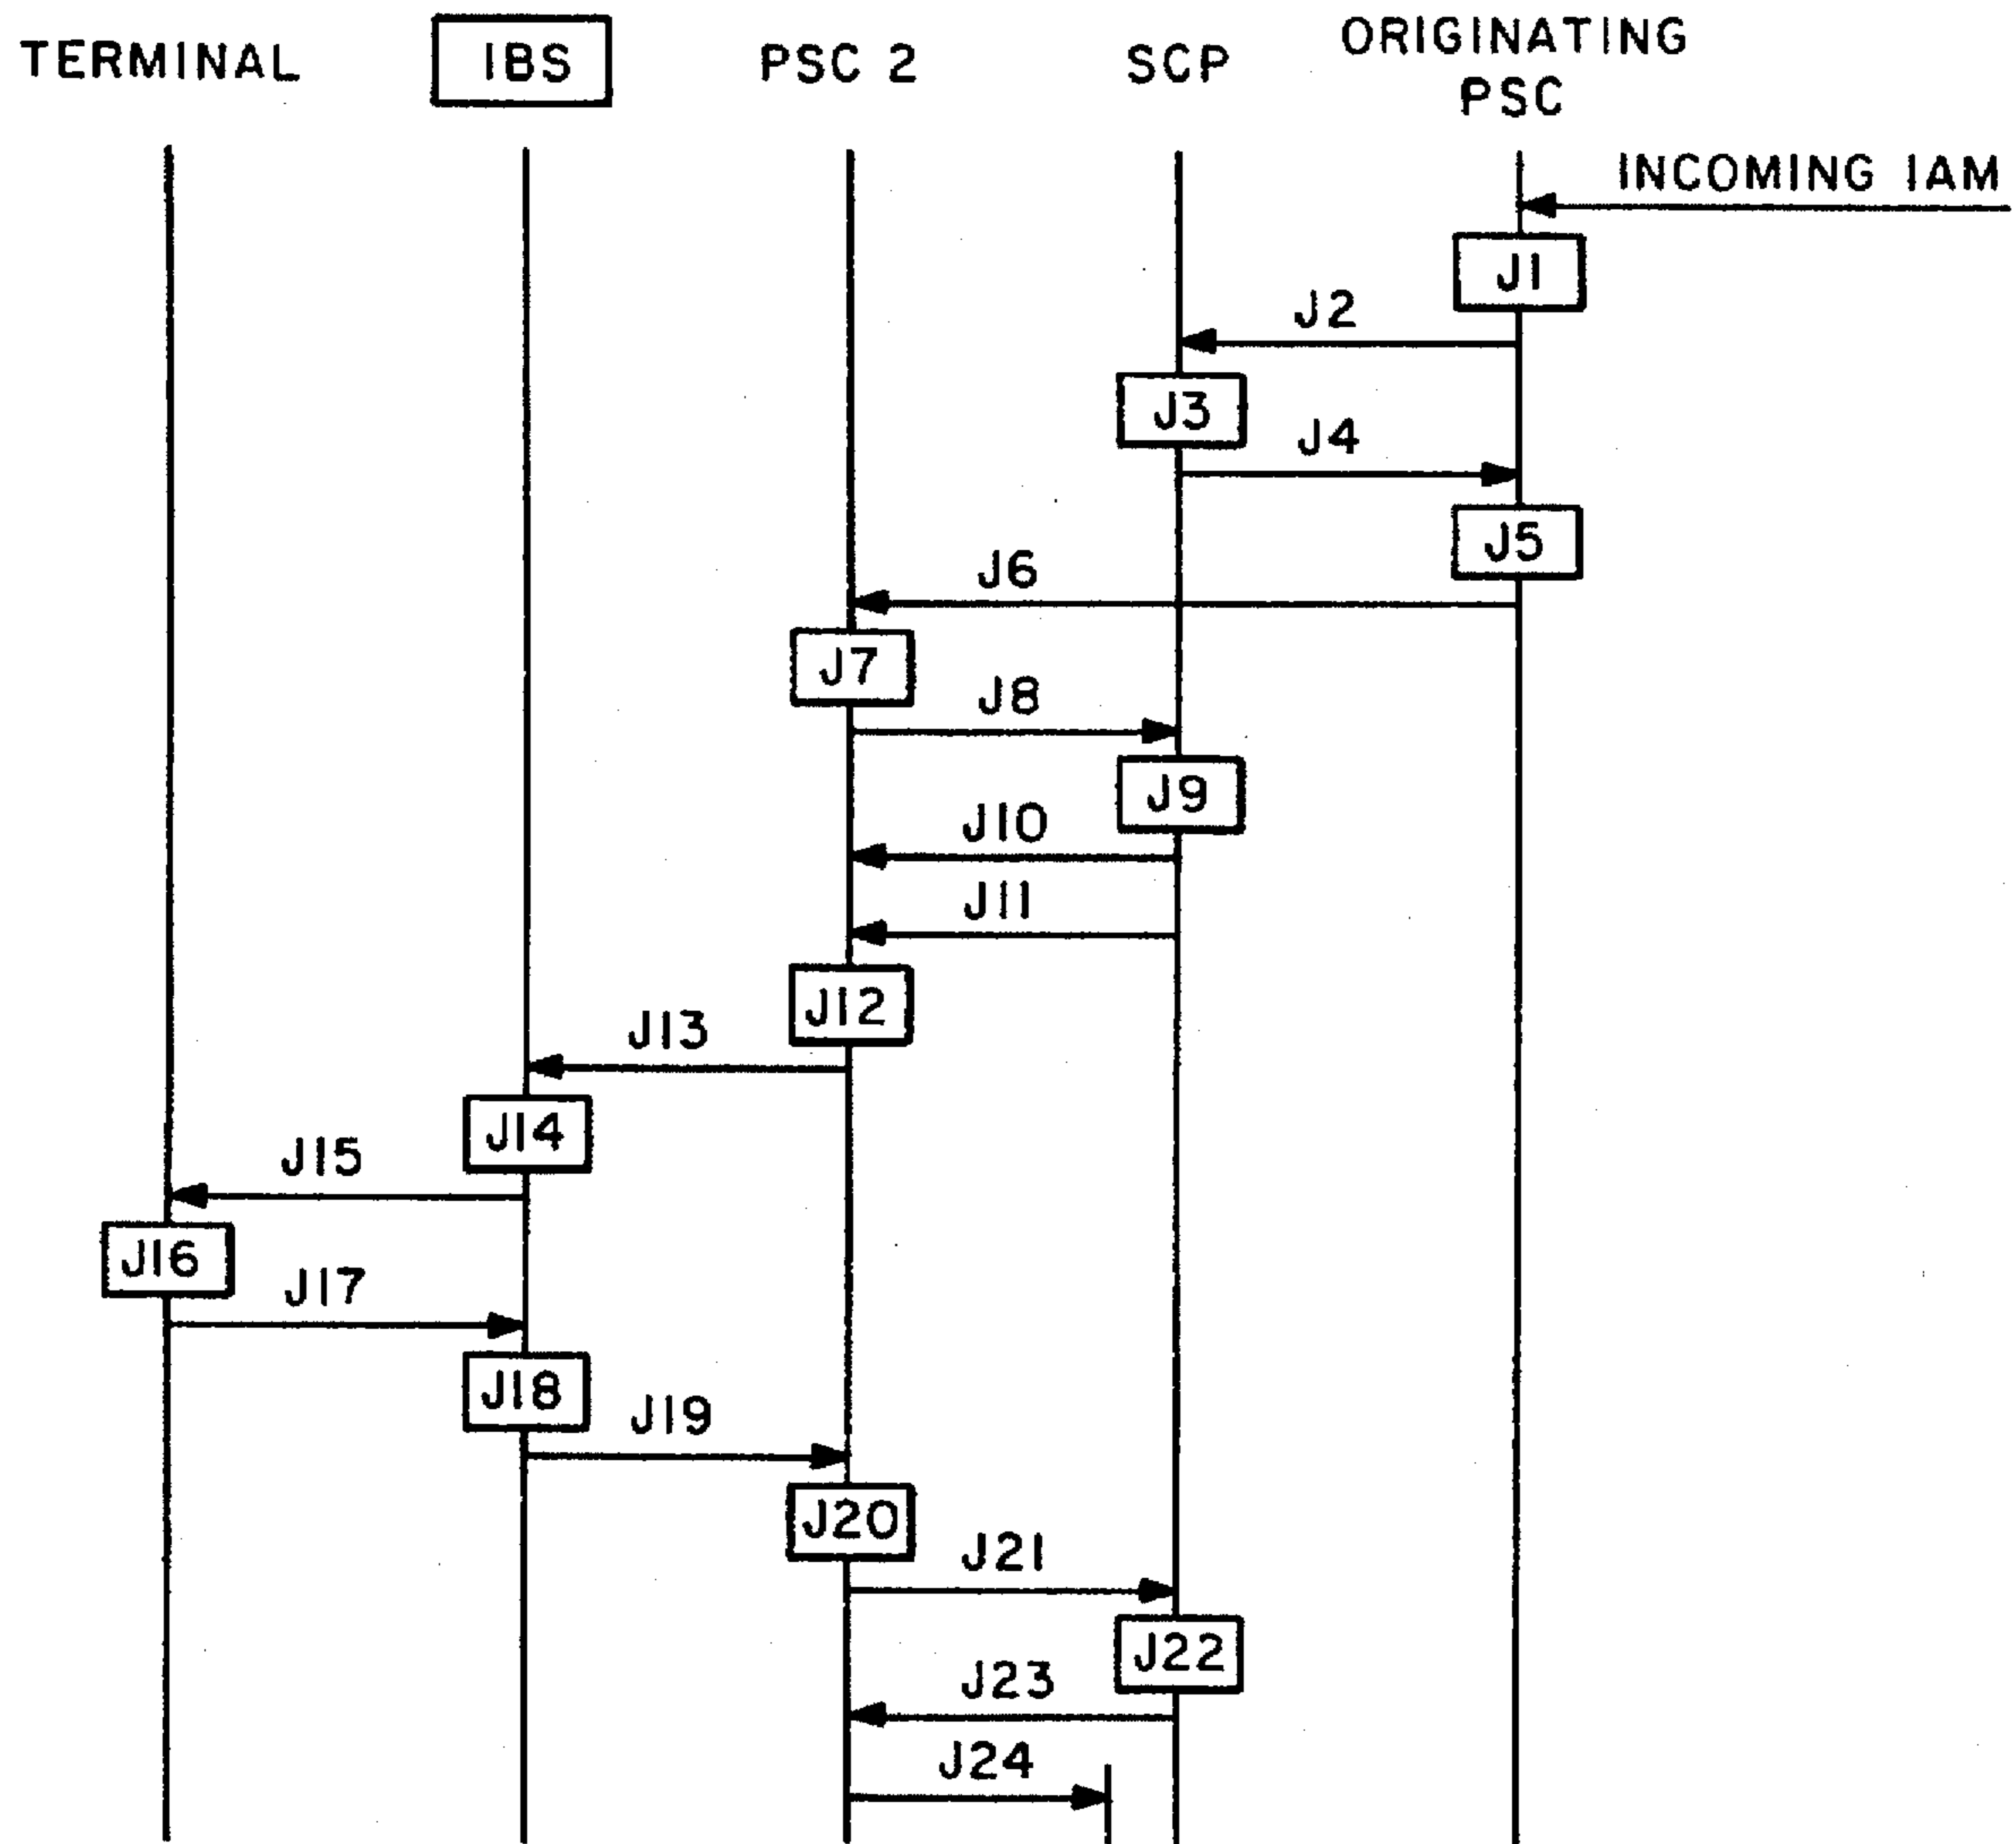 TERMINAL
IBS
PSC 2
SCP
ORIGINATING
PSC
INCOMING IAM
J1
J2
J3
J4
J5
J6
J7
J8
J9
J10
J11
J12
J13
J14
J15
J16
J17
J18
J19
J20
J21
J22
J23
J24